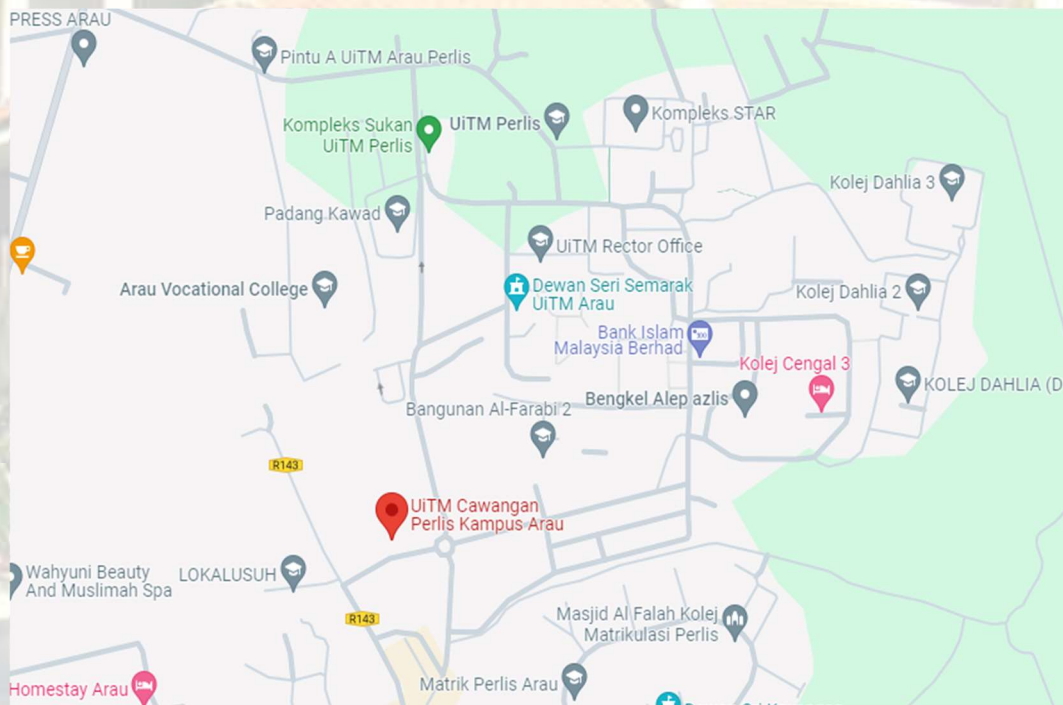 PRESS ARAU
Pintu A UiTM Arau Perlis
Kompleks Sukan
UiTM Perlis
UiTM Perlis
Kompleks STAR
Kolej Dahlia 3
Padang Kawad
UiTM Rector Office
Arau Vocational College
Dewan Seri Semarak
UiTM Arau
Kolej Dahlia 2
Bank Islam
Malaysia Berhad
Kolej Cengal 3
KOLEJ DAHLIA (D
Bengkel Alep azlis
Bangunan Al-Farabi 2
R143
UiTM Cawangan
Perlis Kampus Arau
Wahyuni Beauty
And Muslimah Spa
LOKALUSUH
R143
Masjid Al Falah Kolej
Matrikulasi Perlis
Matrik Perlis Arau
Homestay Arau